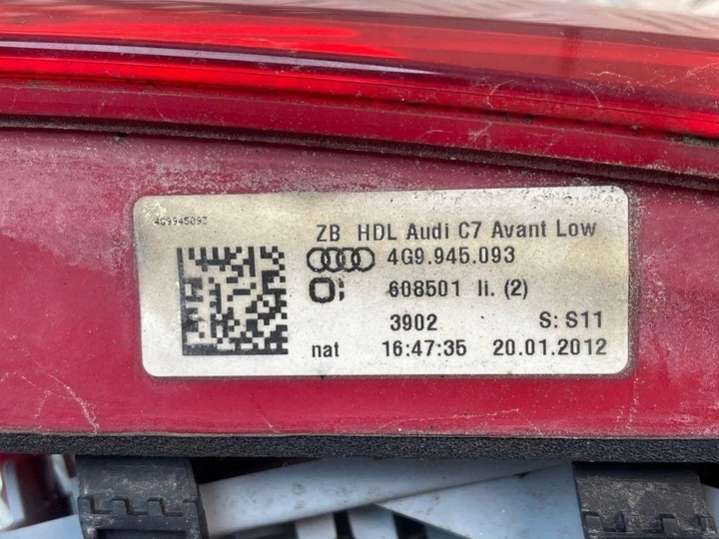 4G9945093
ZB HDL Audi C7 Avant Low
4G9.945.093
608501 li. (2)
3902 S: S11
nat 16:47:35 20.01.2012